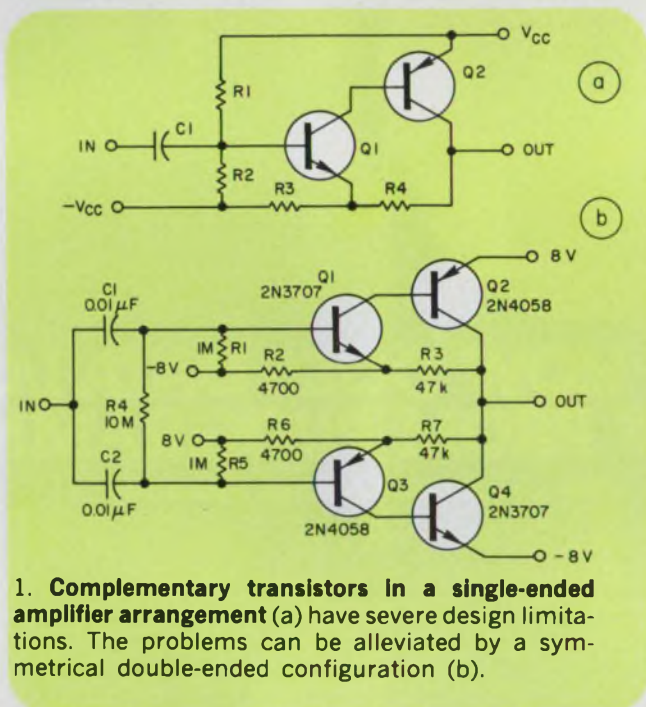 VCC
Q2
a
R1
IN
C1
Q1
OUT
R2
R3
R4
-VCC
b
8 V
C1
0.01 µF
Q1
2N3707
Q2
2N4058
1M
R1
R2
R3
-8V
4700
47k
IN
R4
10M
OUT
R6
R7
8V
4700
47k
C2
1M
R5
Q3
Q4
0.01µF
2N3707
2N4058
- 8V
1. Complementary transistors in a single-ended
amplifier arrangement (a) have severe design limita-
tions. The problems can be alleviated by a sym-
metrical double-ended configuration (b).